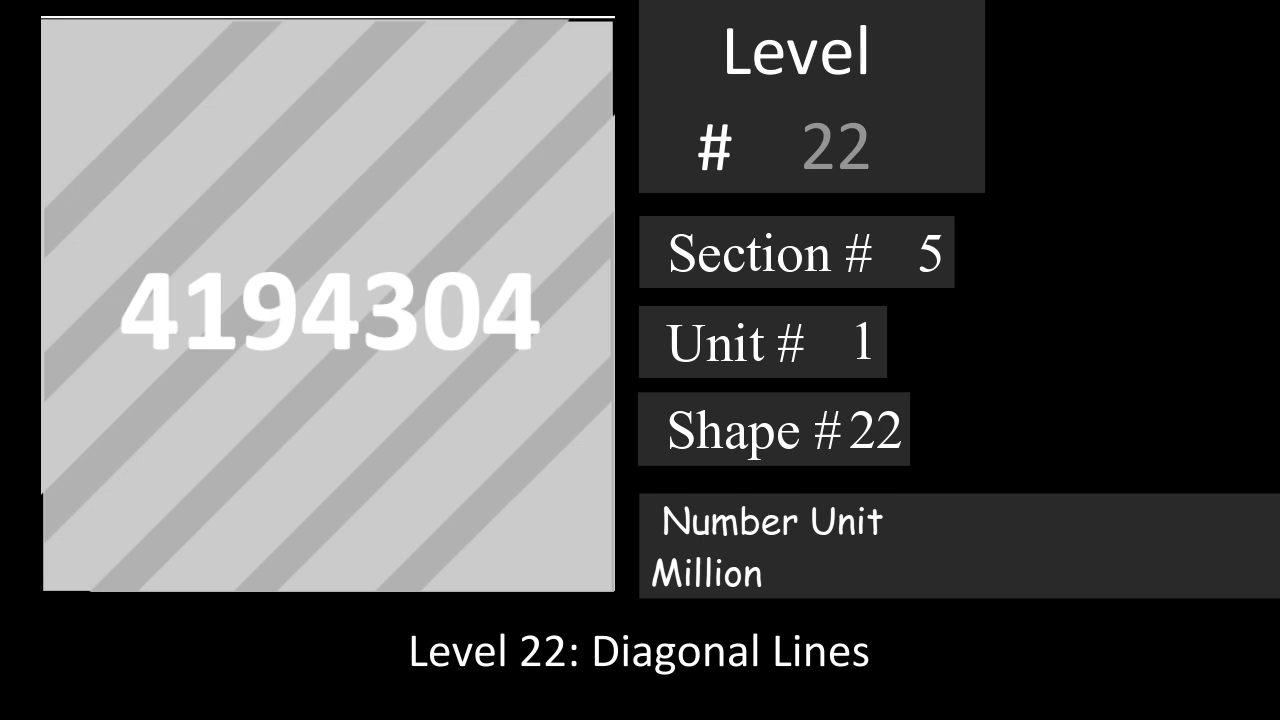 4194304
Level
# 22
Section # 5
Unit # 1
Shape # 22
Number Unit
Million
Level 22: Diagonal Lines